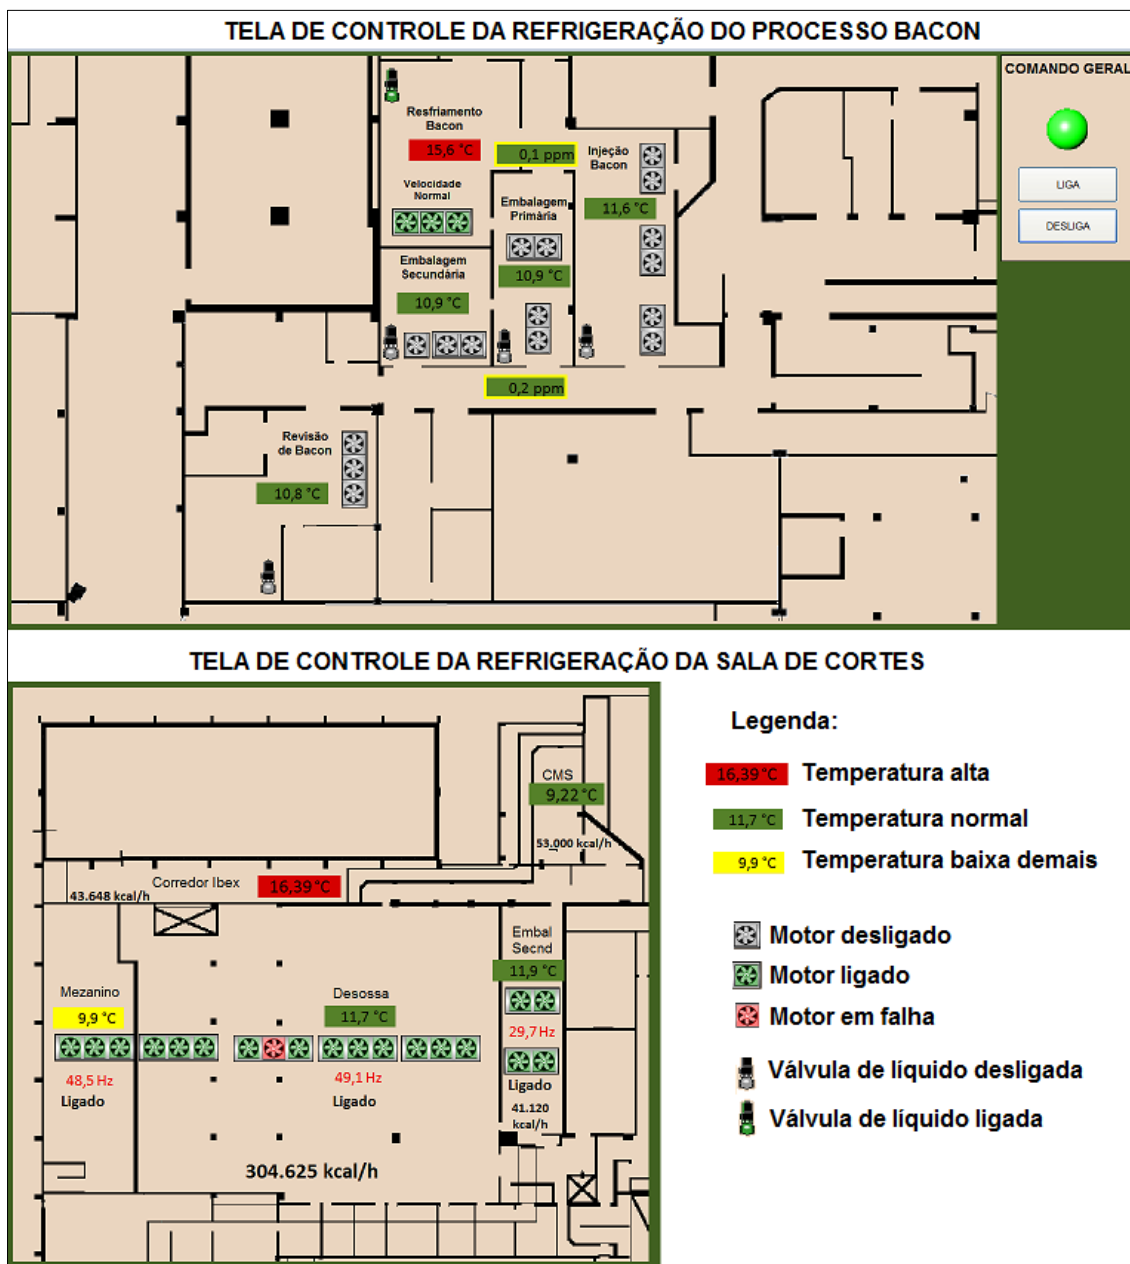 TELA DE CONTROLE DA REFRIGERAÇÃO DO PROCESSO BACON
COMANDO GERAL
LIGA
DESLIGA
Resfriamento
Bacon
15,6 °C
Velocidade
Normal
0,1 ppm
Injeção
Bacon
11,6 °C
Embalagem
Primária
10,9 °C
Embalagem
Secundária
10,9 °C
0,2 ppm
Revisão
de Bacon
10,8 °C
TELA DE CONTROLE DA REFRIGERAÇÃO DA SALA DE CORTES
CMS
9,22 °C
53.000 kcal/h
Corredor Ibex
16,39 °C
43.648 kcal/h
Embal
Secnd
11,9 °C
29,7 Hz
Ligado
41.120
kcal/h
Mezanino
9,9 °C
48,5 Hz
Ligado
Desossa
11,7 °C
49,1 Hz
Ligado
304.625 kcal/h
Legenda:
16,39 °C Temperatura alta
11,7 °C Temperatura normal
9,9 °C Temperatura baixa demais
Motor desligado
Motor ligado
Motor em falha
Válvula de líquido desligada
Válvula de líquido ligada